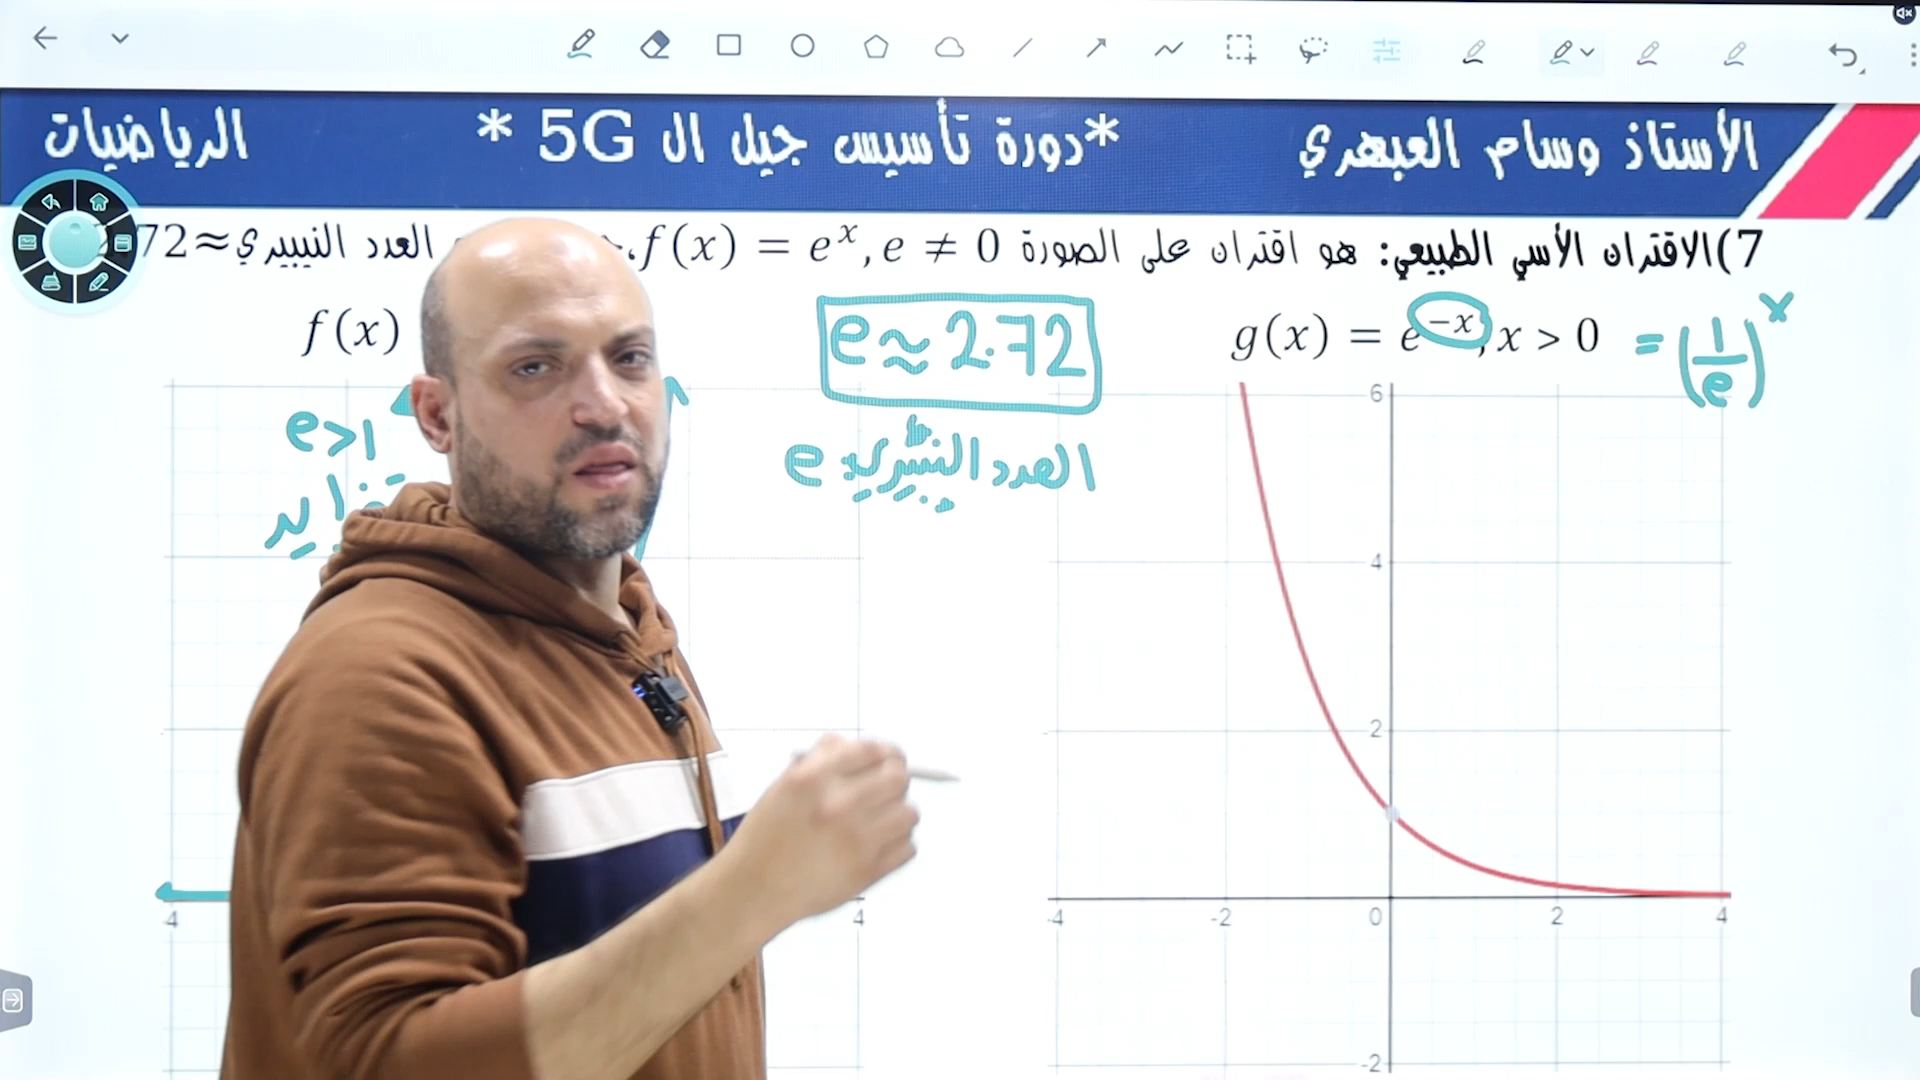 الأستاذ وسام العبهري *دورة تأسيس جيل ال 5G * الرياضيات
7)الاقتران الأسي الطبيعي: هو اقتران على الصورة f(x) = e^x, e ≠ 0, العدد النيبيري≈72
g(x) = e^{-x}, x > 0 = (1/e)^x
e ≈ 2.72
f(x)
e>1
العدد النيبيري: e
تزايد
6
4
2
-4 -2 0 2 4
-2
4 4